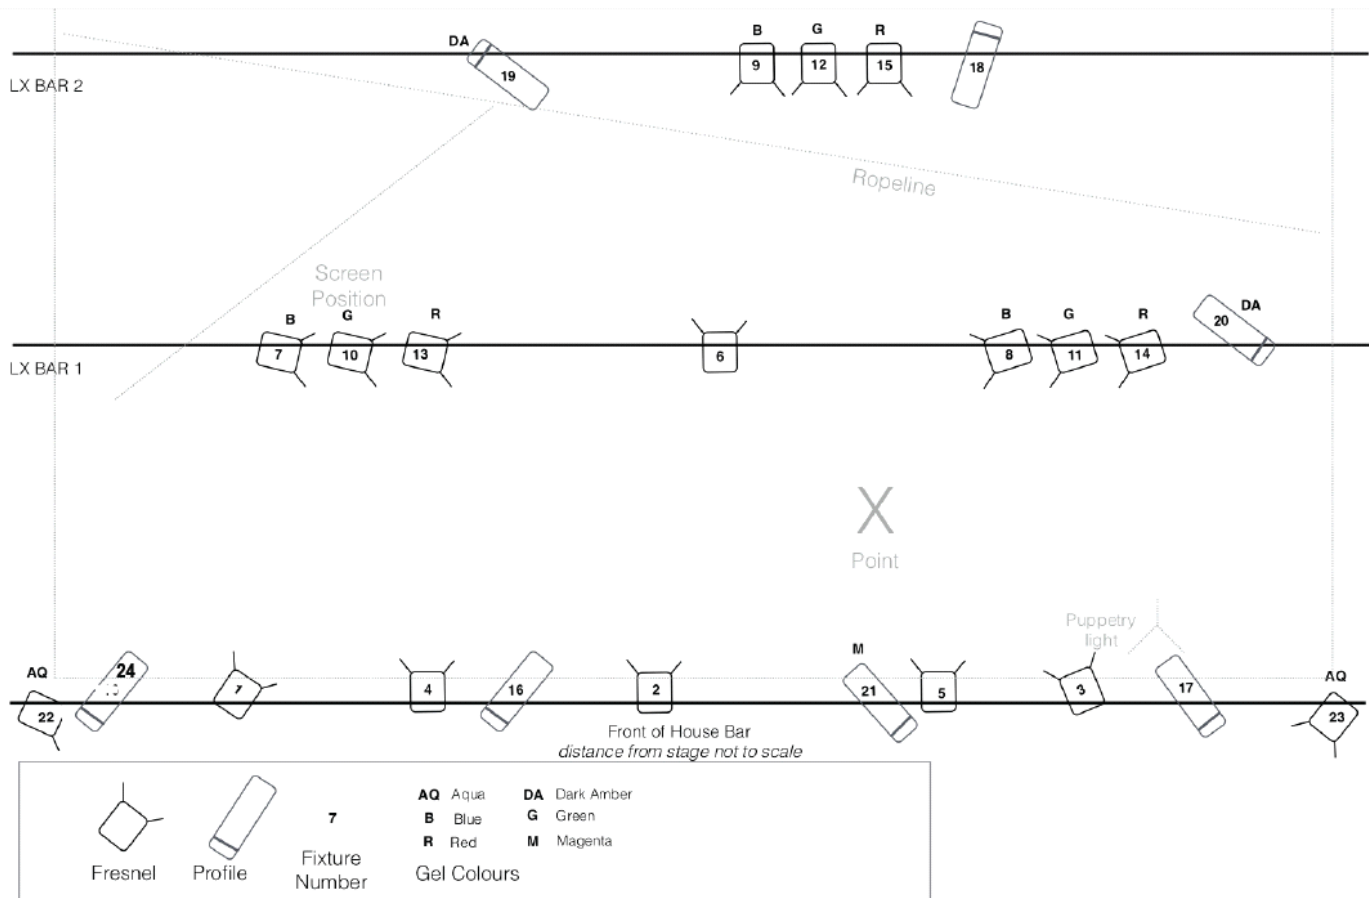 DA
B G R
19
9 12 15 18
LX BAR 2
Ropeline
Screen
Position
B G R B G R DA
20
7 10 13 6 8 11 14
LX BAR 1
X
Point
Puppetry
light
AQ 24 M AQ
22 1 4 16 2 21 5 3 17 23
Front of House Bar
distance from stage not to scale
AQ Aqua DA Dark Amber
7 B Blue G Green
R Red M Magenta
Fixture
Number
Fresnel Profile Gel Colours